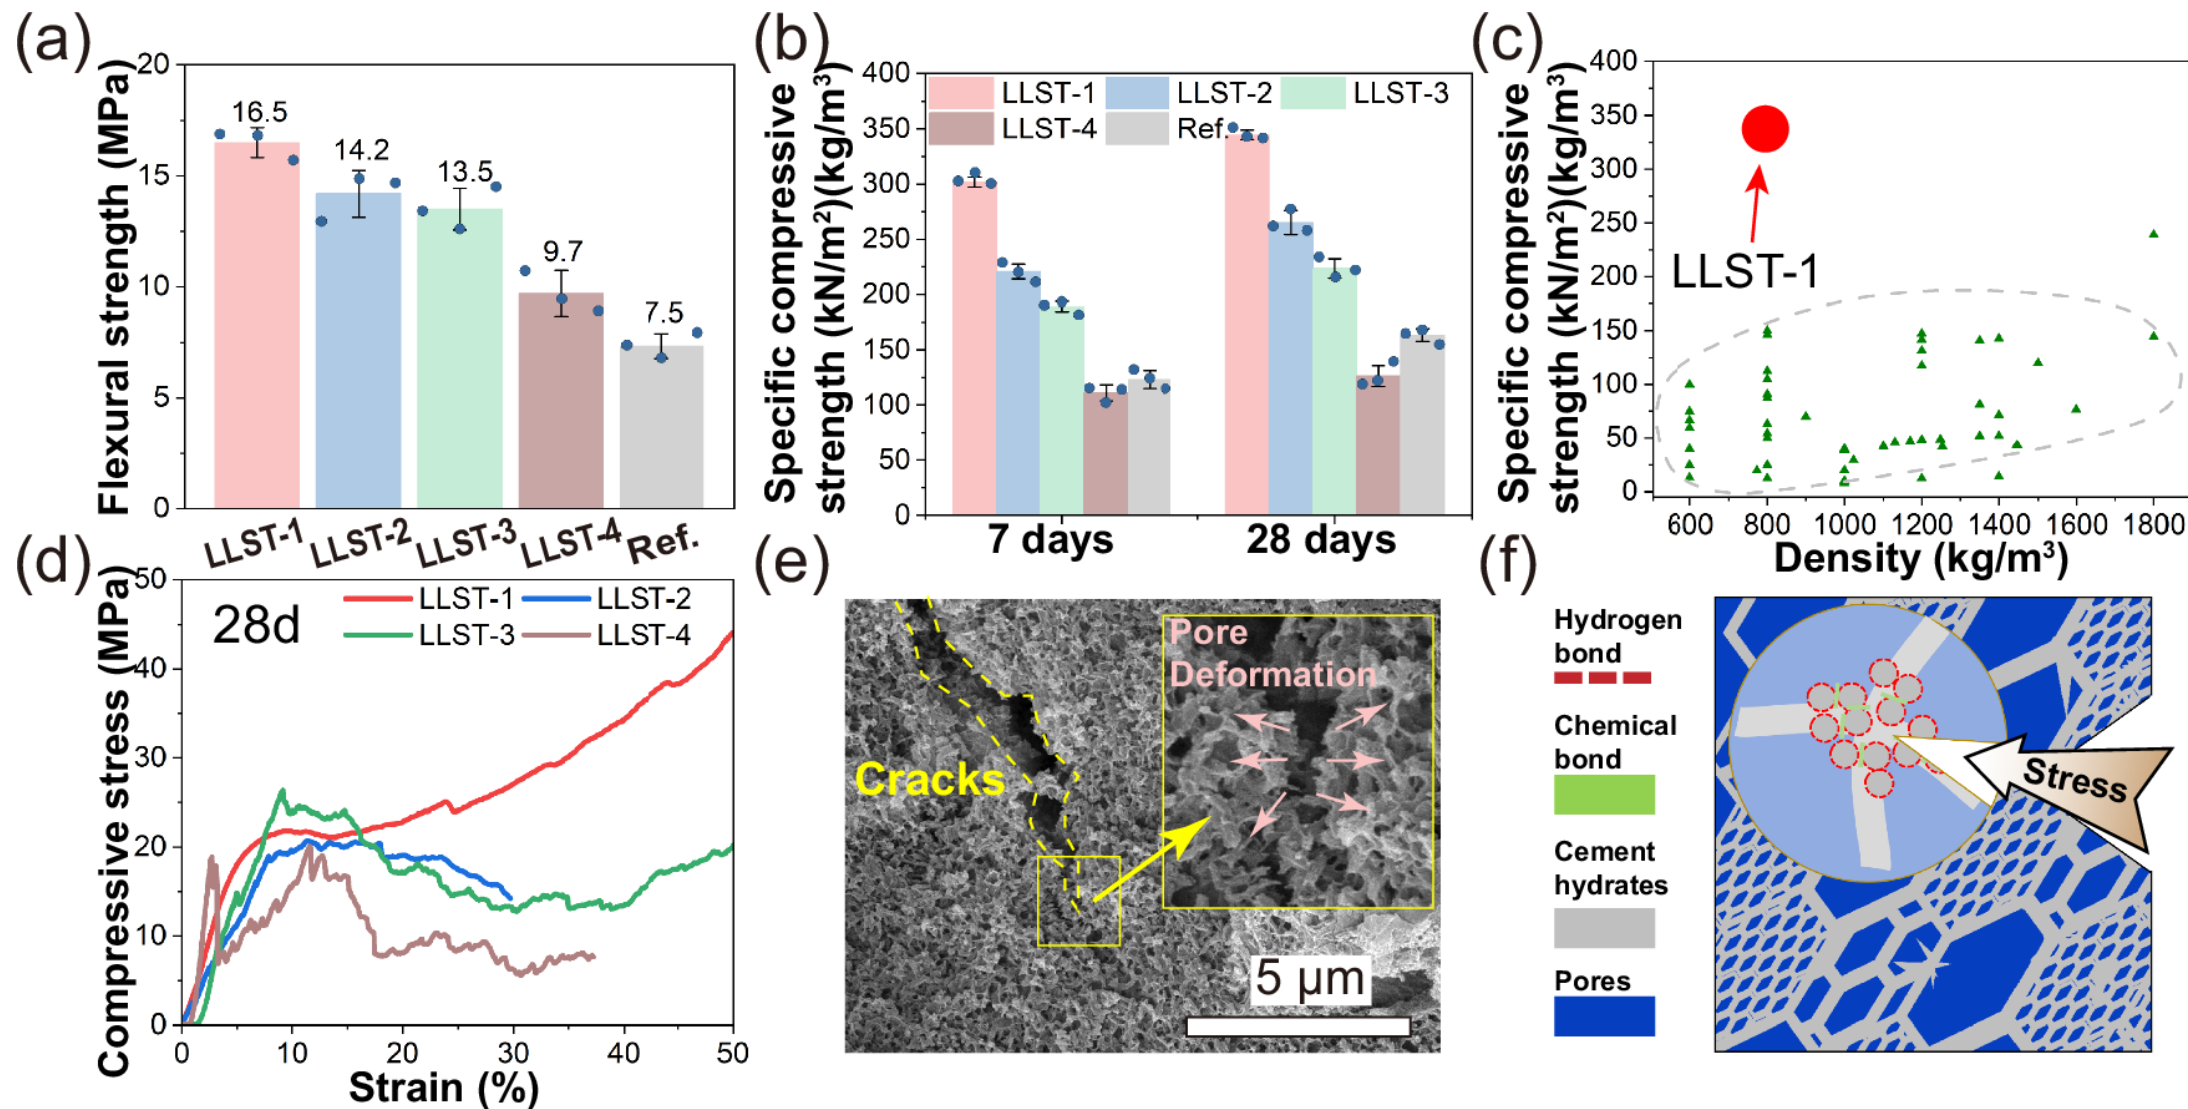 (a)
Flexural strength (MPa)
20
15
10
5
0
16.5
14.2
13.5
9.7
7.5
LLST-1
LLST-2
LLST-3
LLST-4
Ref.
(b)
Specific compressive
strength (kN/m²)(kg/m³)
400
350
300
250
200
150
100
50
0
LLST-1
LLST-2
LLST-3
LLST-4
Ref.
7 days
28 days
(c)
Specific compressive
strength (kN/m²)(kg/m³)
400
350
300
250
200
150
100
50
0
LLST-1
600 800 1000 1200 1400 1600 1800
Density (kg/m³)
(d)
Compressive stress (MPa)
50
40
30
20
10
0
28d
LLST-1
LLST-2
LLST-3
LLST-4
0 10 20 30 40 50
Strain (%)
(e)
Pore
Deformation
Cracks
5 μm
(f)
Hydrogen
bond
Chemical
bond
Cement
hydrates
Pores
Stress